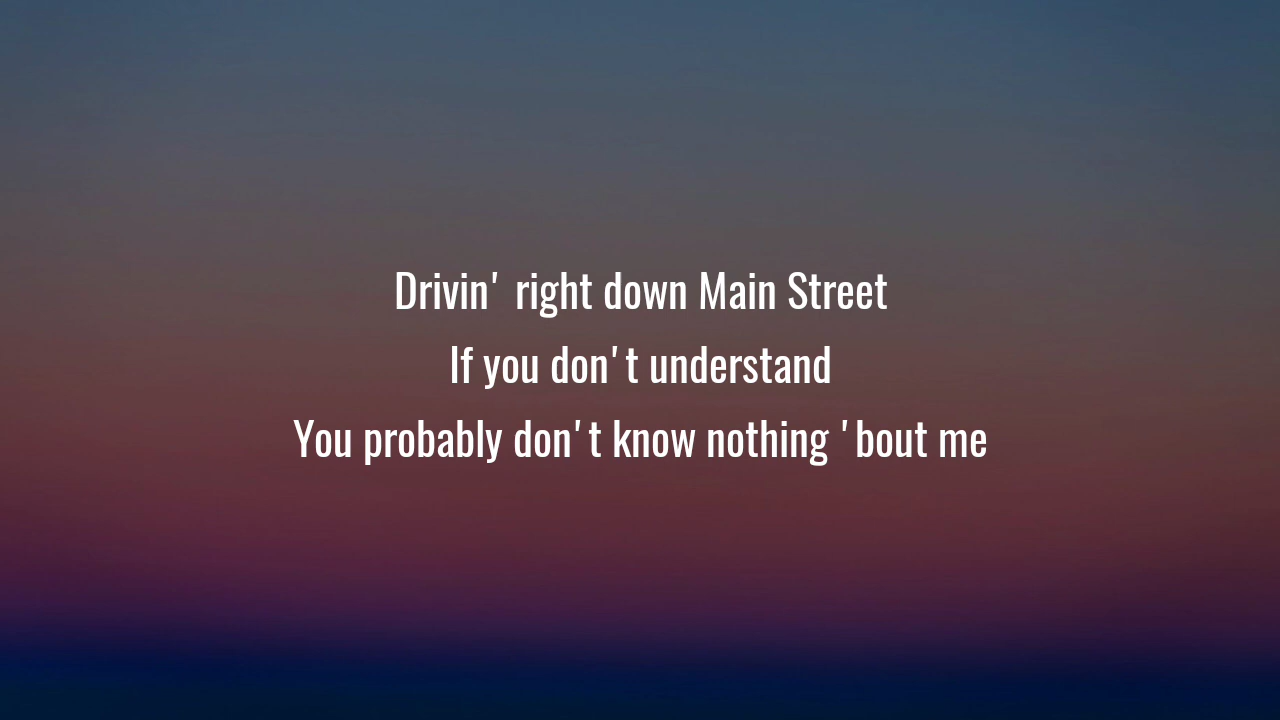 Drivin' right down Main Street
If you don't understand
You probably don't know nothing 'bout me